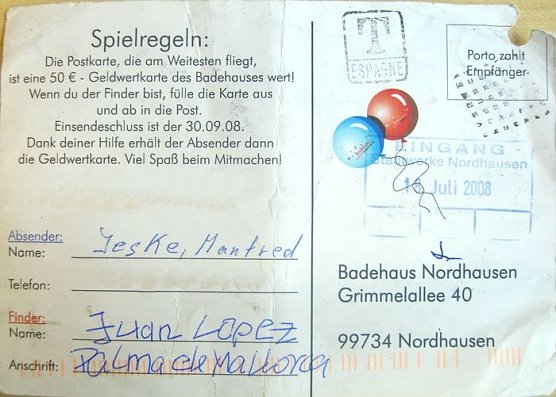 Spielregeln:
Die Postkarte, die am Weitesten fliegt,
ist eine 50 € - Geldwertkarte des Badehauses wert!
Wenn du der Finder bist, fülle die Karte aus
und ab in die Post.
Einsendeschluss ist der 30.09.08.
Dank deiner Hilfe erhält der Absender dann
die Geldwertkarte. Viel Spaß beim Mitmachen!
T
ESPAGNE
Porto zahlt
Empfänger
EINGANG
Stadtwerke Nordhausen
Juli 2008
Absender:
Name: Jeske, Manfred
Telefon:
Finder:
Name: Juan Lopez
Anschrift: Palma de Mallorca
Badehaus Nordhausen
Grimmelallee 40
99734 Nordhausen